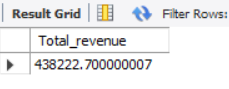 Result Grid Filter Rows:
Total_revenue
438222.700000007